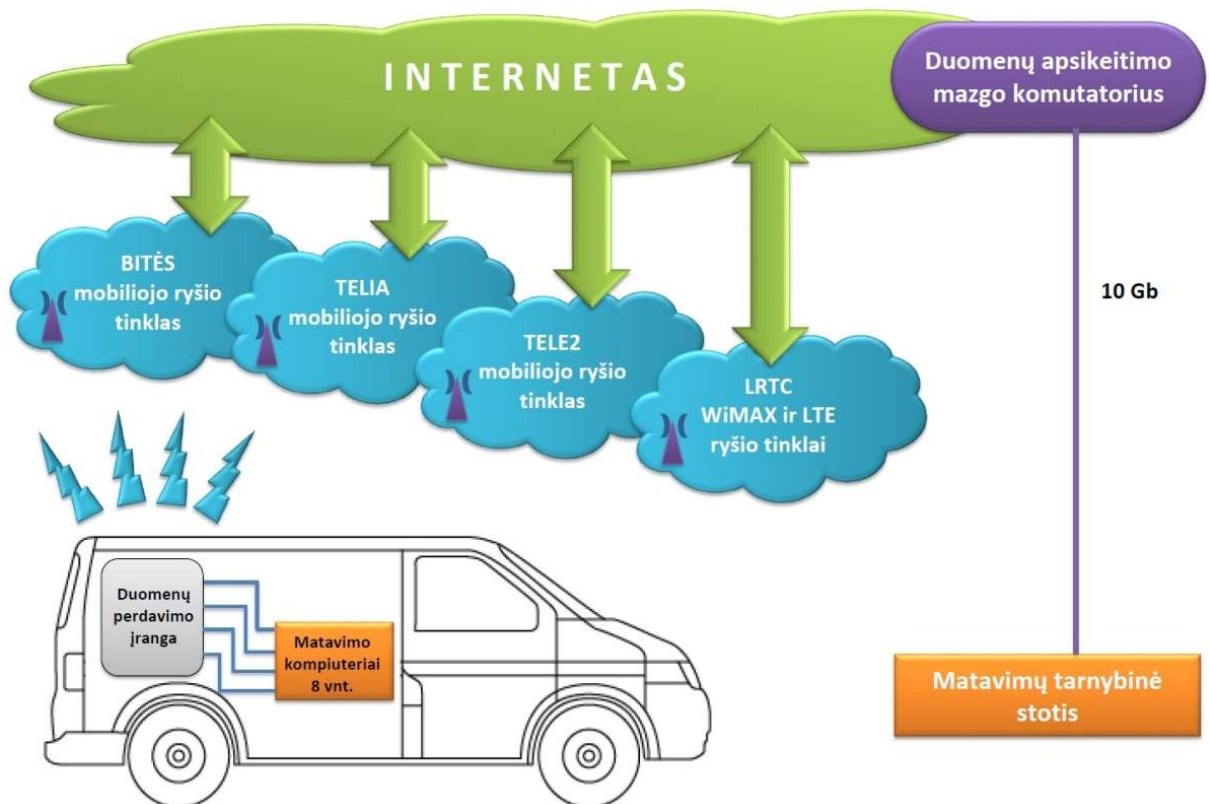 INTERNETAS
Duomenų apsikeitimo
mazgo komutatorius
BITĖS
mobiliojo ryšio
tinklas
TELIA
mobiliojo ryšio
tinklas
TELE2
mobiliojo ryšio
tinklas
LRTC
WiMAX ir LTE
ryšio tinklai
10 Gb
Duomenų
perdavimo
įranga
Matavimo
kompiuteriai
8 vnt.
Matavimų tarnybinė
stotis